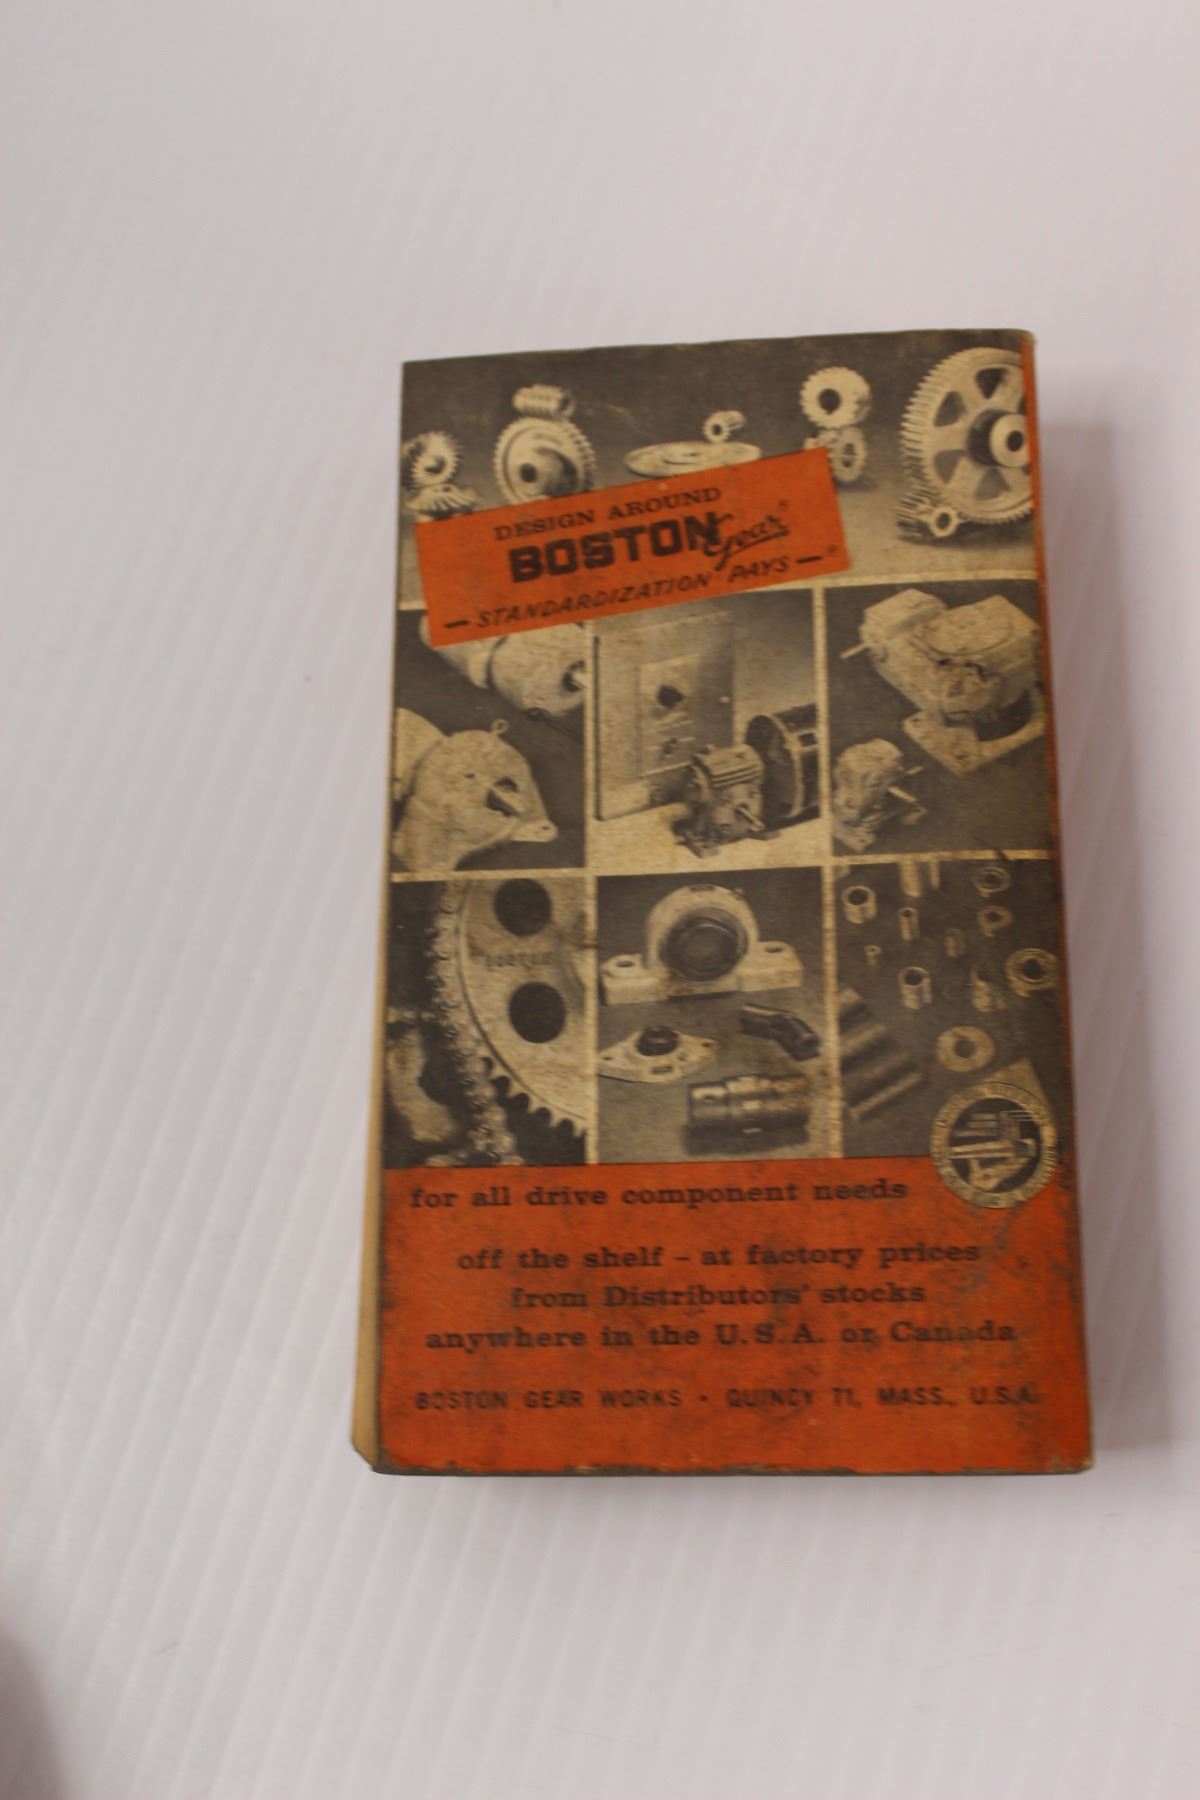 DESIGN AROUND
BOSTON Gear®
— STANDARDIZATION PAYS —®
for all drive component needs
off the shelf – at factory prices
from Distributors' stocks
anywhere in the U.S.A. or Canada
BOSTON GEAR WORKS • QUINCY 71, MASS., U.S.A.